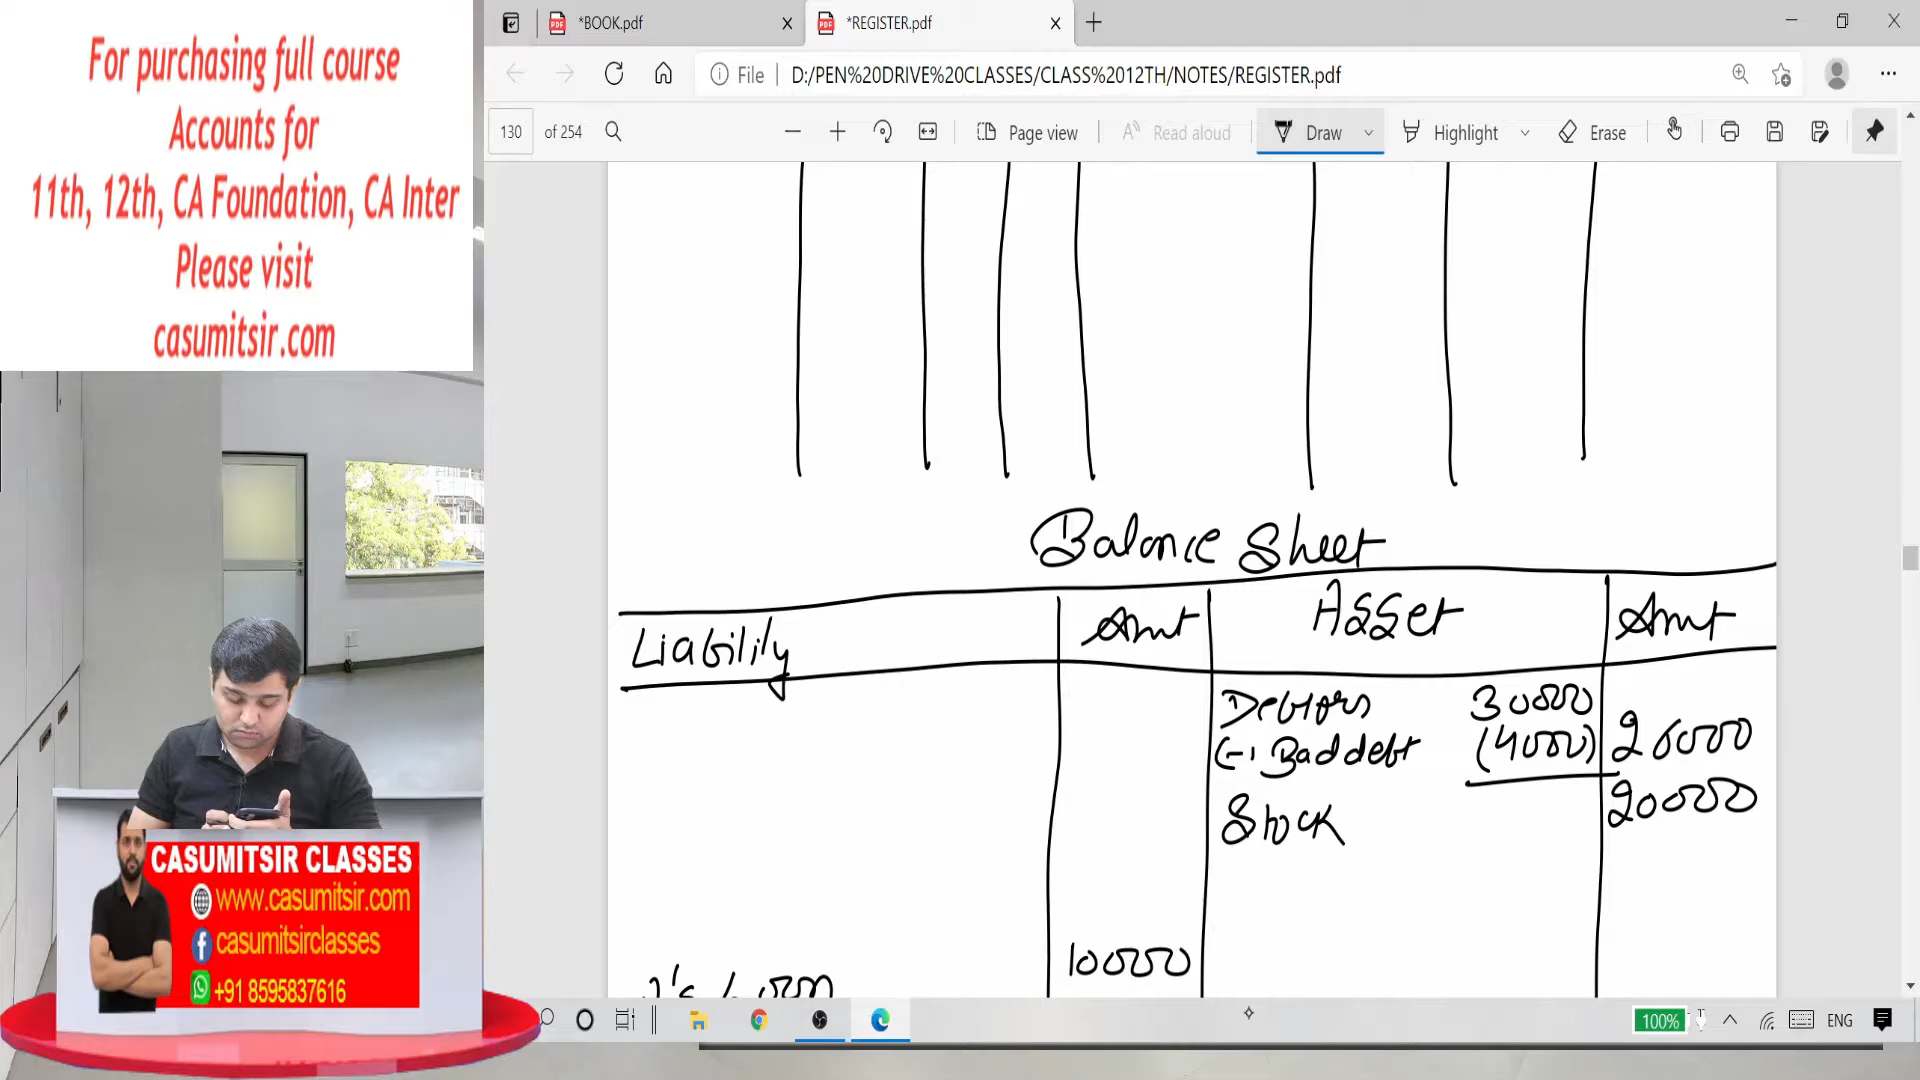 For purchasing full course
Accounts for
11th, 12th, CA Foundation, CA Inter
Please visit
casumitsir.com
CASUMITSIR CLASSES
www.casumitsir.com
casumitsirclasses
+91 8595837616
*BOOK.pdf
*REGISTER.pdf
File
D:/PEN%20DRIVE%20CLASSES/CLASS%2012TH/NOTES/REGISTER.pdf
130 of 254
Page view
Read aloud
Draw
Highlight
Erase
Balance Sheet
Liability Amt Asset Amt
Debtors 30000
(-) Bad debt (4000) 26000
Stock 20000
10000
100%
ENG